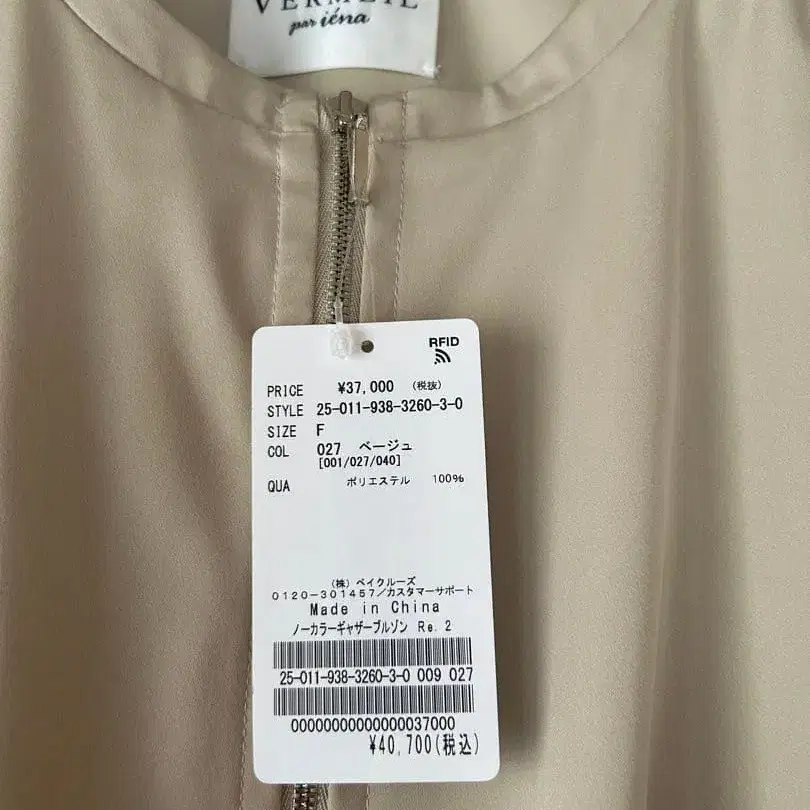 VERMEIL
par iéna
RFID
PRICE ¥37,000 (税抜)
STYLE 25-011-938-3260-3-0
SIZE F
COL 027 ベージュ
[001/027/040]
QUA ポリエステル 100%
(株) ベイクルーズ
0120-301457/カスタマーサポート
Made in China
ノーカラーギャザーブルゾン Re.2
25-011-938-3260-3-0 009 027
00000000000000037000
¥40,700(税込)